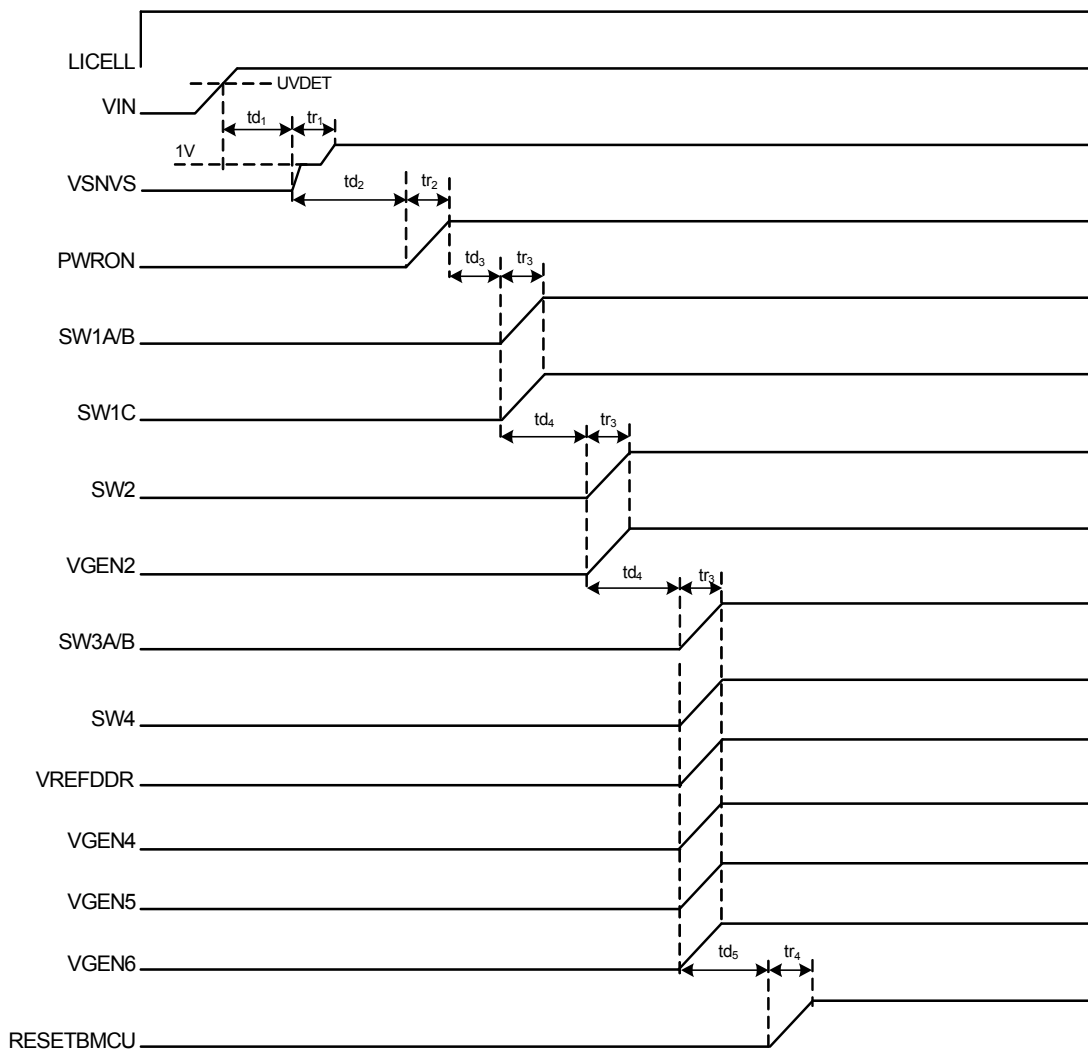 LICELL
UVDET
VIN
td₁ tr₁
1V
VSNVS
td₂ tr₂
PWRON
td₃ tr₃
SW1A/B
SW1C
td₄ tr₃
SW2
VGEN2
td₄ tr₃
SW3A/B
SW4
VREFDDR
VGEN4
VGEN5
VGEN6
td₅ tr₄
RESETBMCU